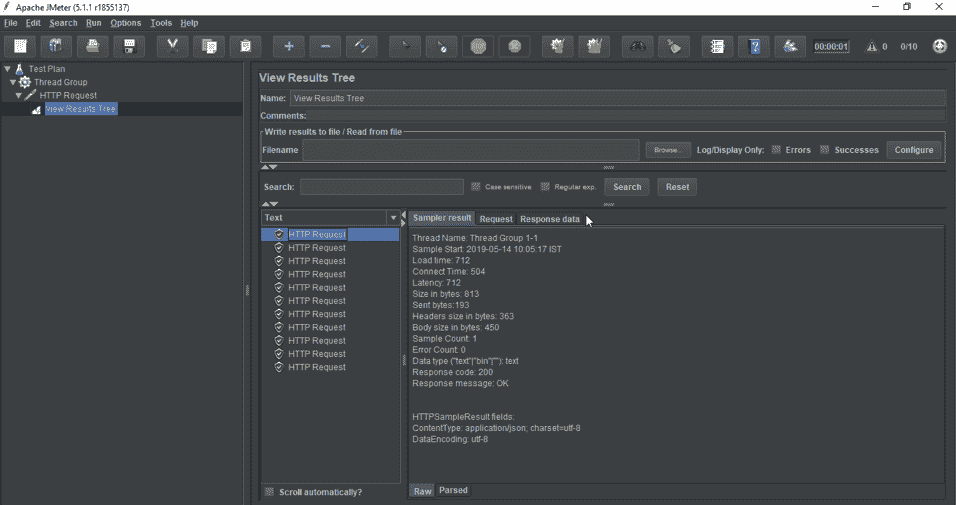 Apache JMeter (5.1.1 r1855137)
File Edit Search Run Options Tools Help
00:00:01 0 0/10
Test Plan
Thread Group
HTTP Request
View Results Tree
View Results Tree
Name: View Results Tree
Comments:
Write results to file / Read from file
Filename Browse... Log/Display Only: Errors Successes Configure
Search: Case sensitive Regular exp. Search Reset
Text
HTTP Request
HTTP Request
HTTP Request
HTTP Request
HTTP Request
HTTP Request
HTTP Request
HTTP Request
HTTP Request
HTTP Request
HTTP Request
Scroll automatically?
Sampler result Request Response data
Thread Name: Thread Group 1-1
Sample Start: 2019-05-14 10:05:17 IST
Load time: 712
Connect Time: 504
Latency: 712
Size in bytes: 813
Sent bytes:193
Headers size in bytes: 363
Body size in bytes: 450
Sample Count: 1
Error Count: 0
Data type ("text"|"bin"|""): text
Response code: 200
Response message: OK
HTTPSampleResult fields:
ContentType: application/json; charset=utf-8
DataEncoding: utf-8
Raw Parsed